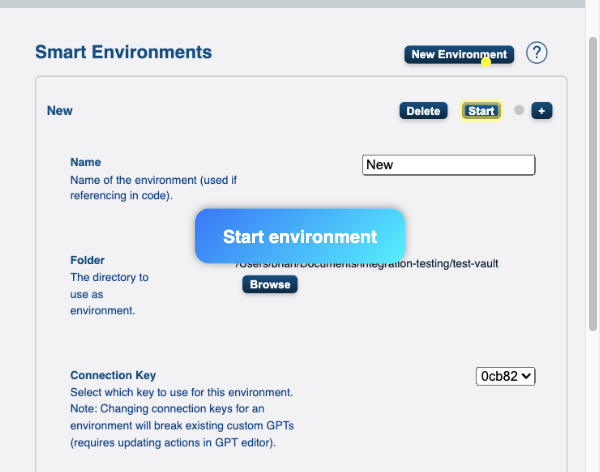 Smart Environments
New Environment
?
New
Delete
Start
+
Name
New
Name of the environment (used if
referencing in code).
Start environment
Folder
/Users/brian/Documents/integration-testing/test-vault
The directory to
use as
environment.
Browse
Connection Key
0cb82
Select which key to use for this environment.
Note: Changing connection keys for an
environment will break existing custom GPTs
(requires updating actions in GPT editor).